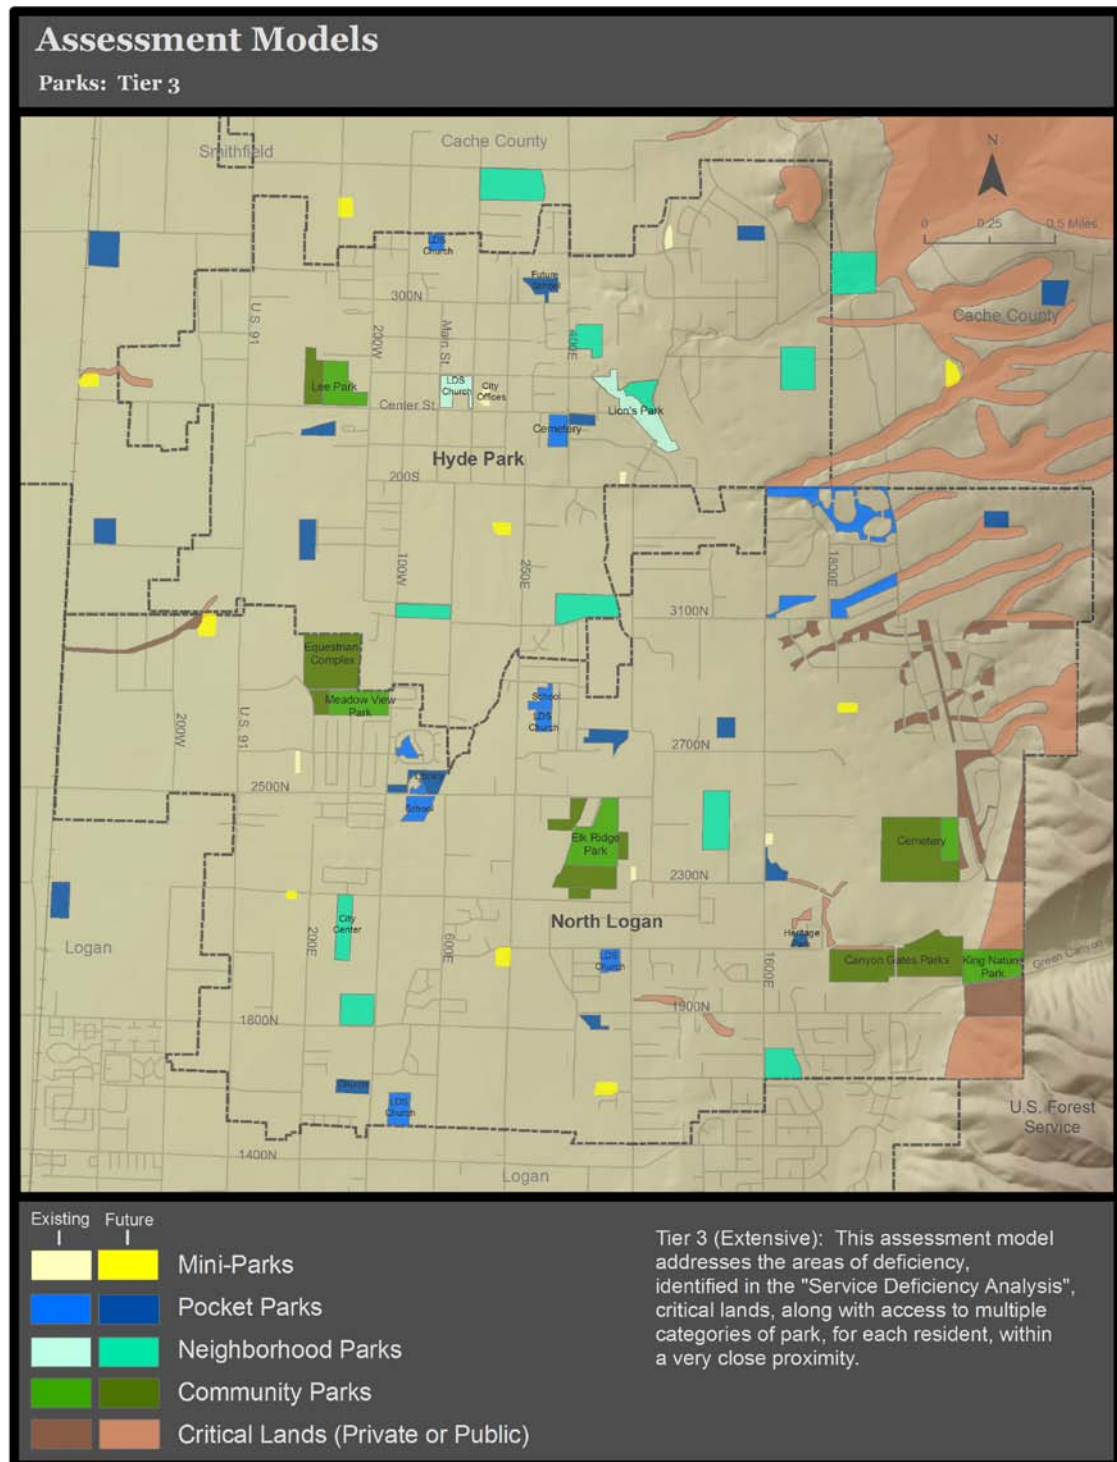 Assessment Models
Parks: Tier 3
Smithfield
Cache County
N
0 0.25 0.5 Miles
LDS
Church
Future
School
300N
U.S. 91
200W
Main St.
400E
Cache County
Lee Park
LDS
Church
City
Offices
Center St.
Lion's Park
Cemetery
Hyde Park
200S
100W
250E
1800E
3100N
Equestrian
Complex
Meadow View
Park
School
LDS
Church
200W
U.S. 91
2700N
2500N
Library
School
Elk Ridge
Park
Cemetery
2300N
North Logan
City
Center
Logan
200E
600E
LDS
Church
Heritage
1600E
Canyon Gates Parks
King Nature
Park
Green Canyon
1800N
1900N
Church
LDS
Church
U.S. Forest
Service
1400N
Logan
Existing Future
Mini-Parks
Pocket Parks
Neighborhood Parks
Community Parks
Critical Lands (Private or Public)
Tier 3 (Extensive): This assessment model
addresses the areas of deficiency,
identified in the "Service Deficiency Analysis",
critical lands, along with access to multiple
categories of park, for each resident, within
a very close proximity.